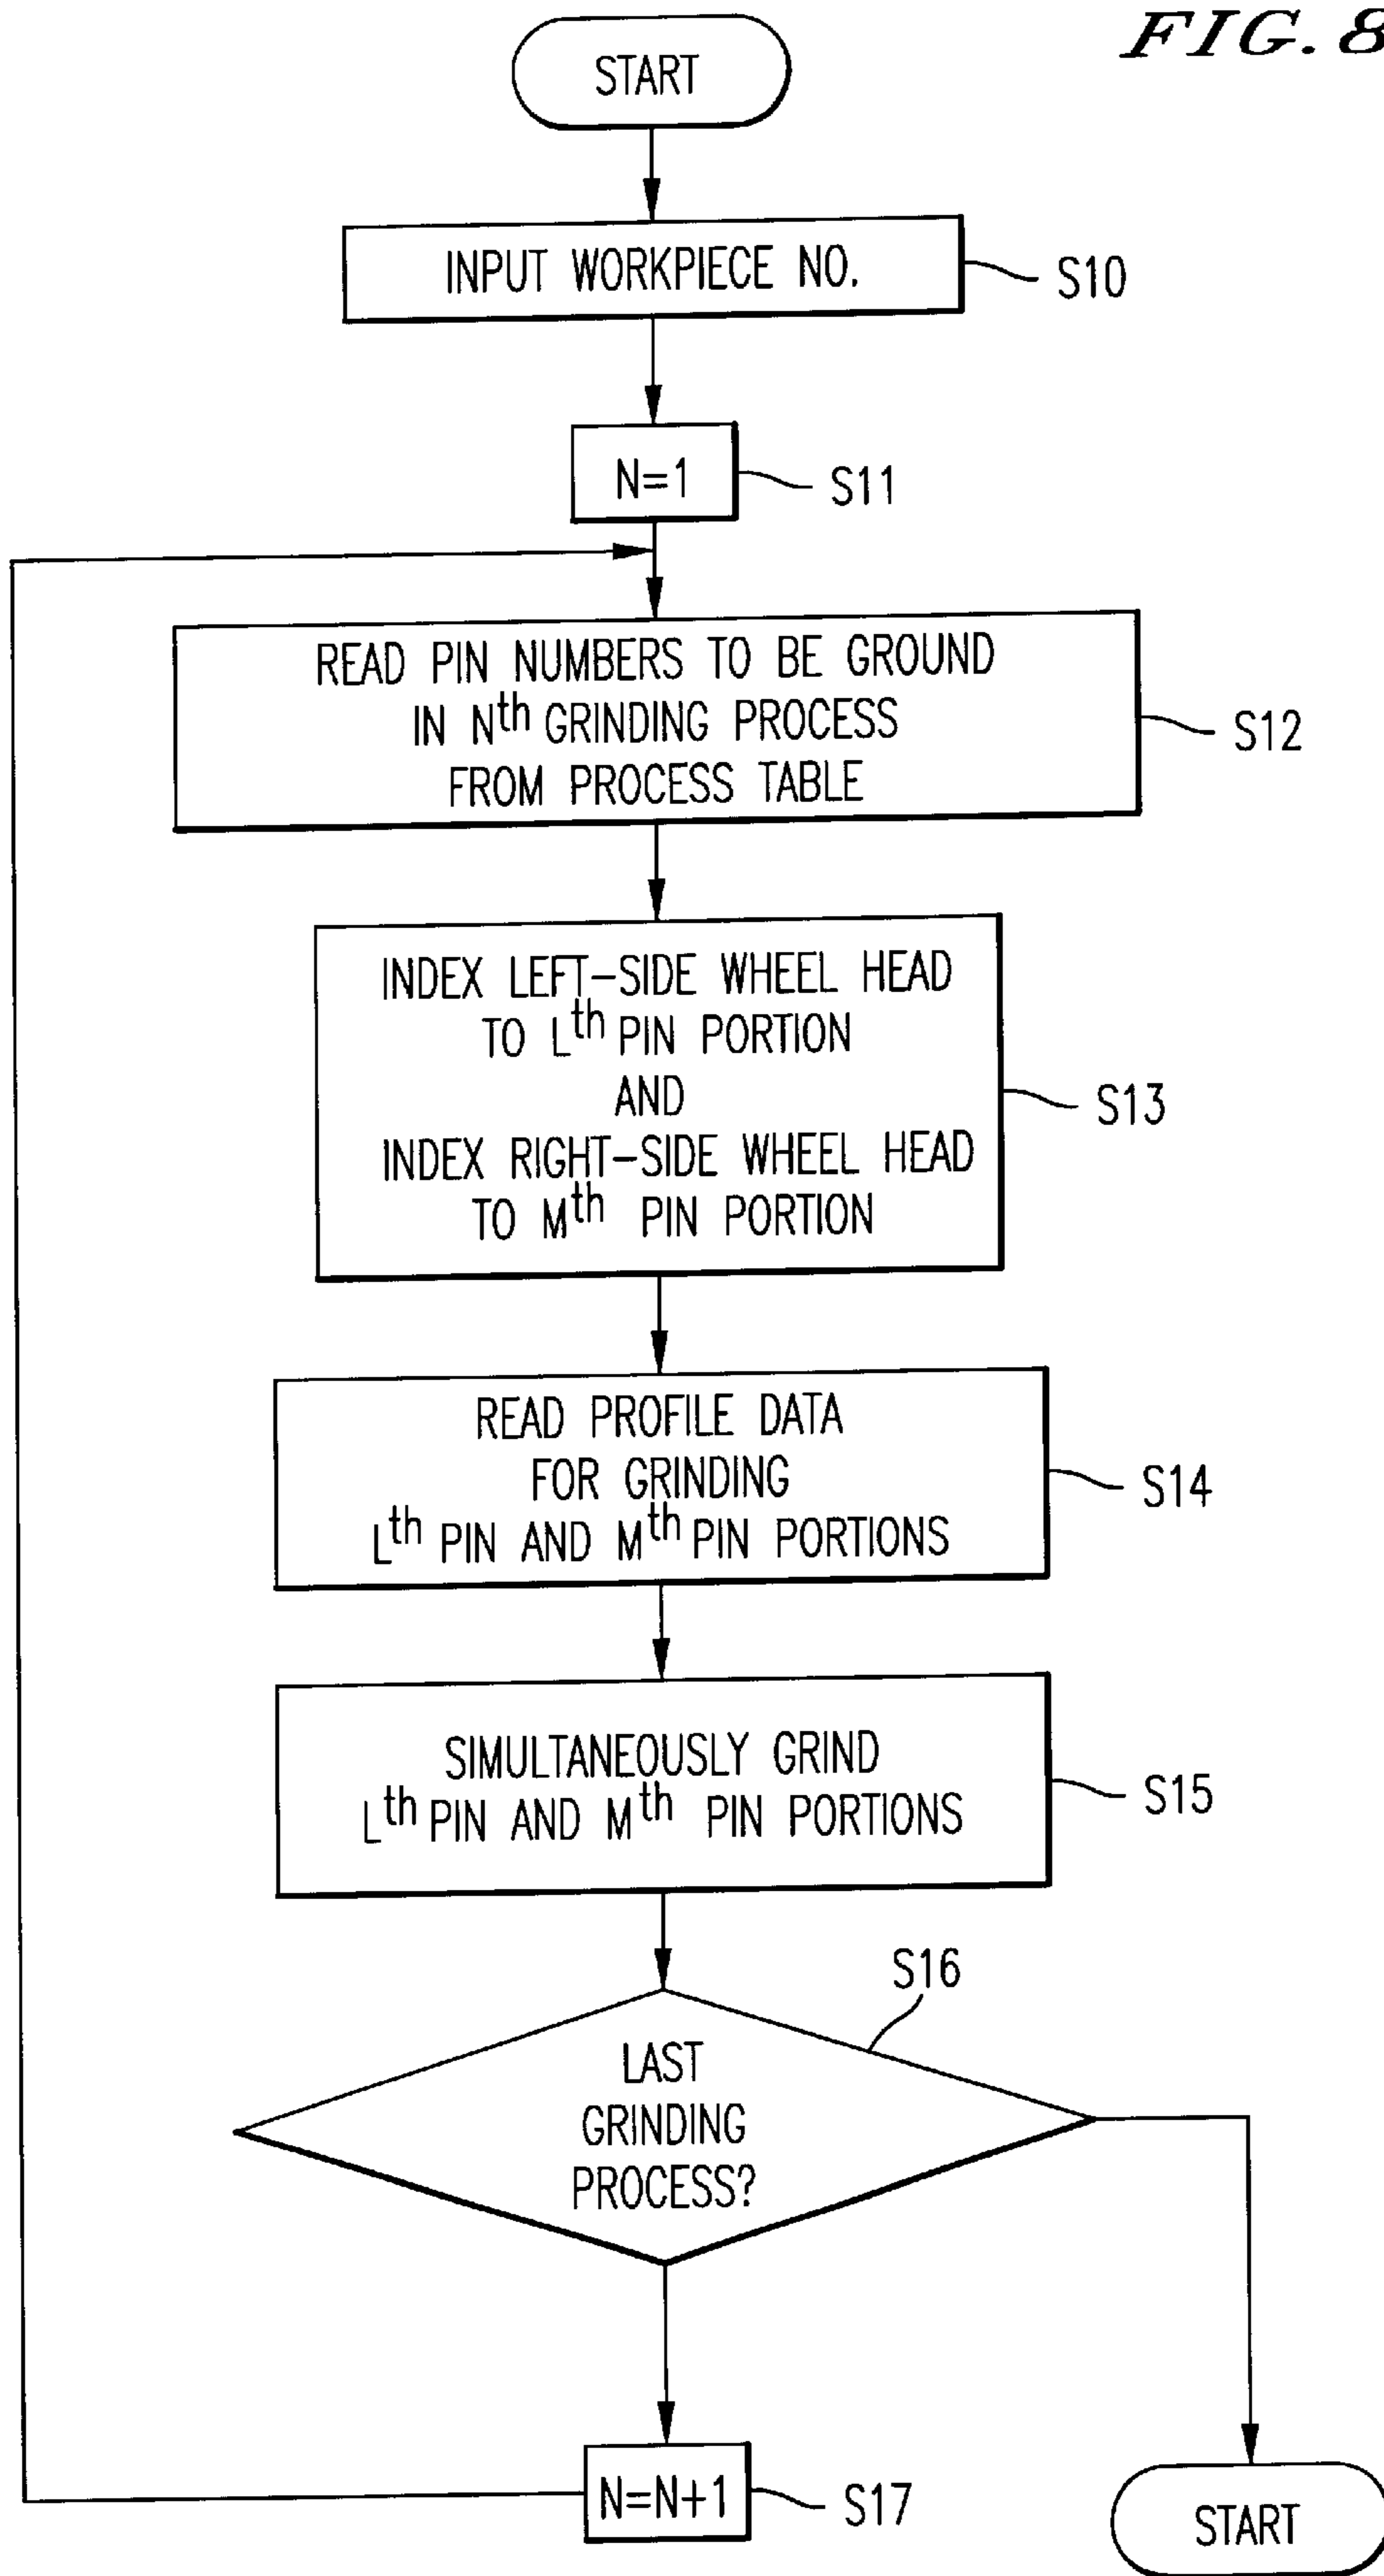 FIG. 8
START
INPUT WORKPIECE NO.
S10
N=1
S11
READ PIN NUMBERS TO BE GROUND
IN Nth GRINDING PROCESS
FROM PROCESS TABLE
S12
INDEX LEFT-SIDE WHEEL HEAD
TO Lth PIN PORTION
AND
INDEX RIGHT-SIDE WHEEL HEAD
TO Mth PIN PORTION
S13
READ PROFILE DATA
FOR GRINDING
Lth PIN AND Mth PIN PORTIONS
S14
SIMULTANEOUSLY GRIND
Lth PIN AND Mth PIN PORTIONS
S15
S16
LAST
GRINDING
PROCESS?
N=N+1
S17
START